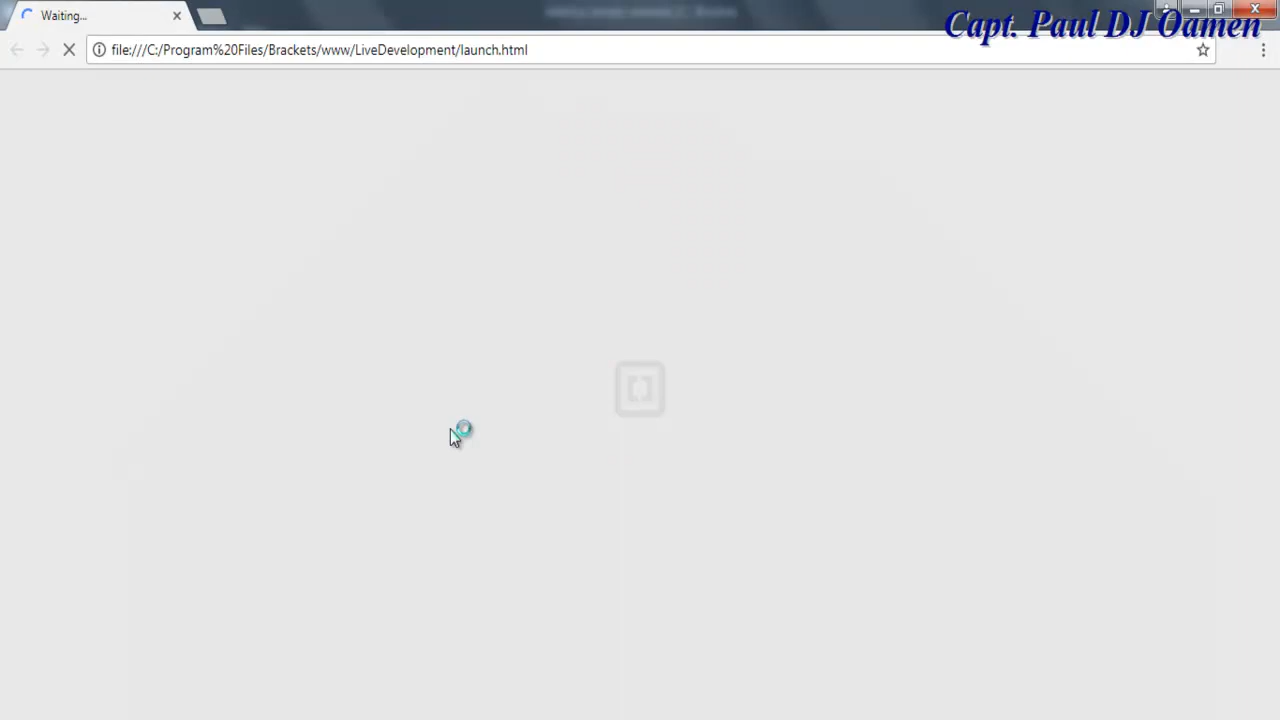 Waiting...
Capt. Paul DJ Oamen
file:///C:/Program%20Files/Brackets/www/LiveDevelopment/launch.html